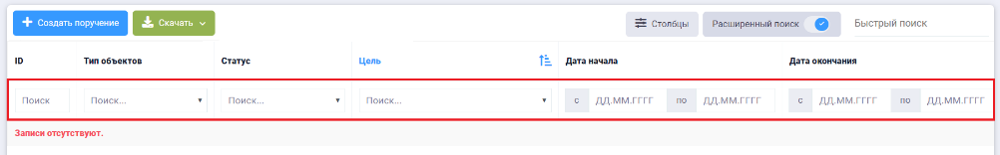 Создать поручение Скачать Столбцы Расширенный поиск Быстрый поиск
ID Тип объектов Статус Цель Дата начала Дата окончания
Поиск Поиск... Поиск... Поиск... с ДД.ММ.ГГГГ по ДД.ММ.ГГГГ с ДД.ММ.ГГГГ по ДД.ММ.ГГГГ
Записи отсутствуют.